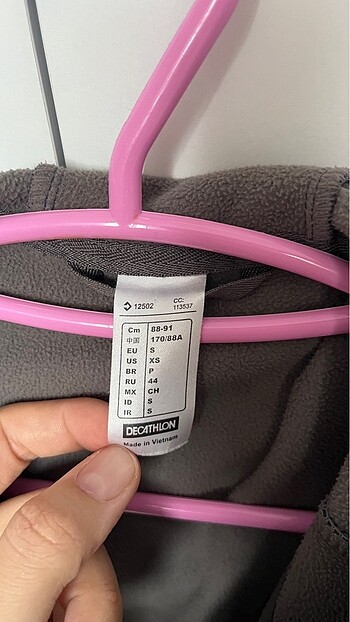 12502 CC: 113537
Cm 88-91
中国 170/88A
EU S
US XS
BR P
RU 44
MX CH
ID S
IR S
DECATHLON
Made in Vietnam